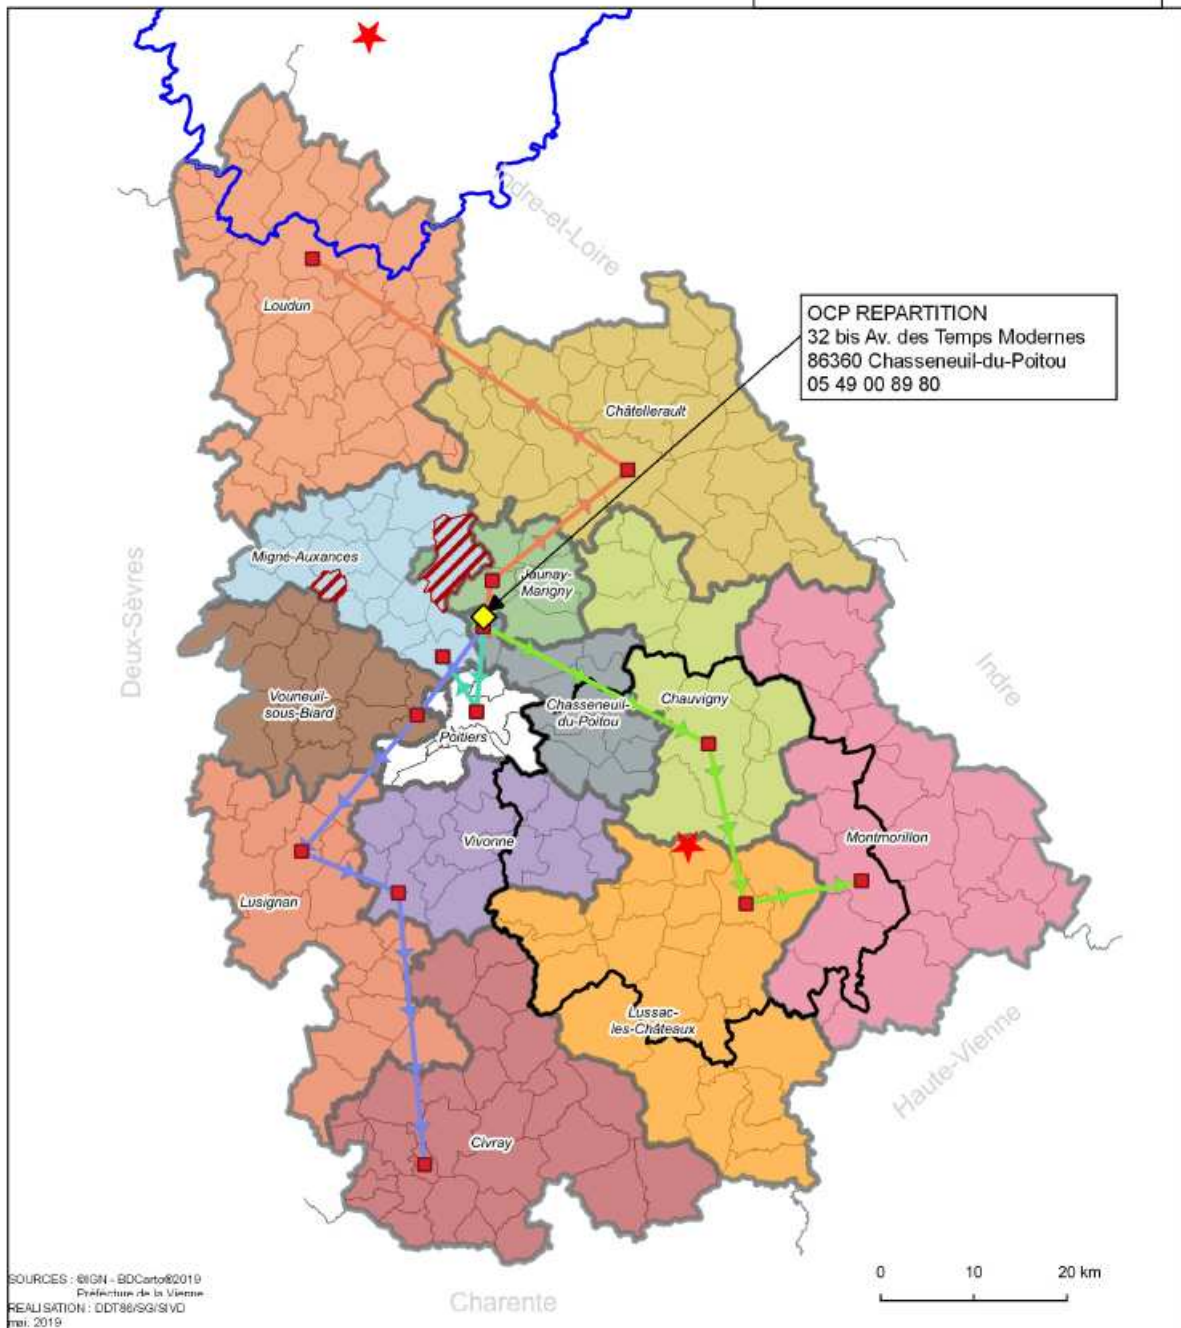 Indre-et-Loire
Loudun
OCP REPARTITION
32 bis Av. des Temps Modernes
86360 Chasseneuil-du-Poitou
05 49 00 89 80
Châtellerault
Migné-Auxances
Jaunay-
Marigny
Deux-Sèvres
Indre
Vouneuil-
sous-Biard
Chauvigny
Chasseneuil-
du-Poitou
Poitiers
Vivonne
Montmorillon
Lusignan
Lussac-
les-Châteaux
Haute-Vienne
Civray
SOURCES : ©IGN - BDCarto®2019
Préfécture de la Vienne
REALISATION : DDT86/SG/SIVD
mai. 2019
Charente
0 10 20 km